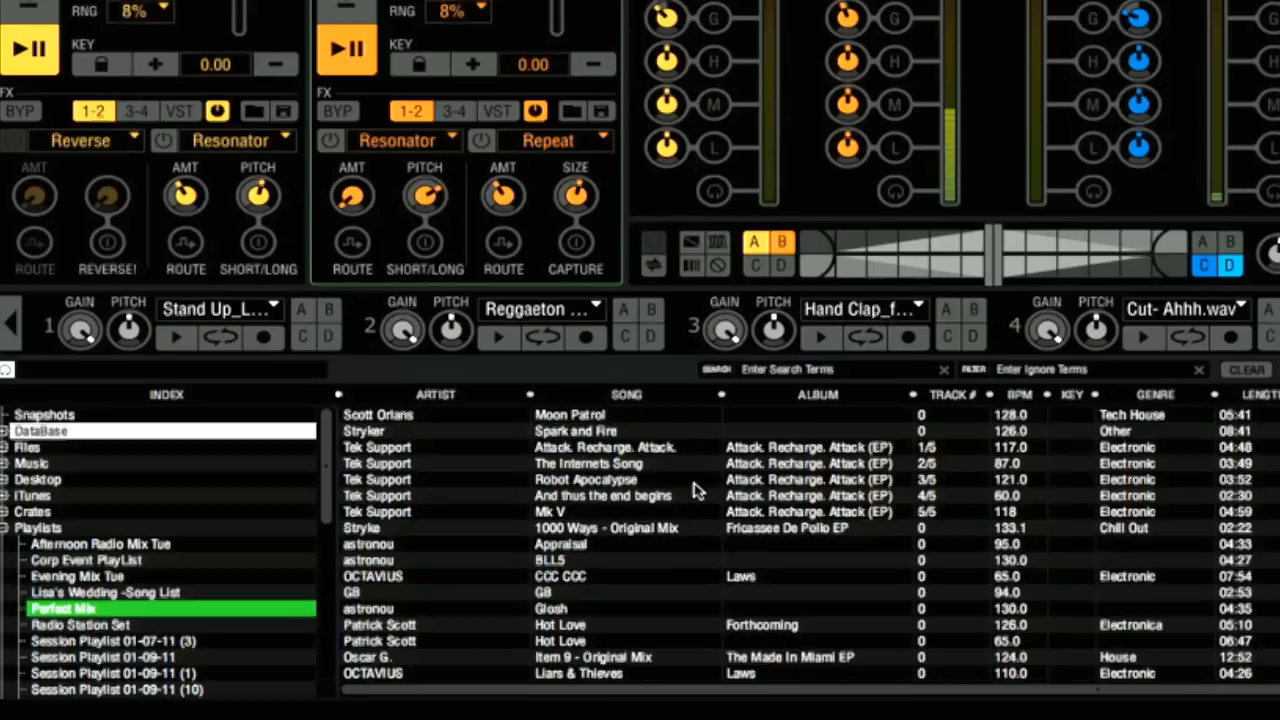 RNG 8% RNG 8%
G G G G
KEY KEY
0.00 0.00
H H H H
FX FX
BYP 1-2 3-4 VST BYP 1-2 3-4 VST
M M M M
Reverse Resonator Resonator Repeat
L L L L
AMT AMT PITCH AMT PITCH AMT SIZE
A B A B
C D C D
ROUTE REVERSE! ROUTE SHORT/LONG ROUTE SHORT/LONG ROUTE CAPTURE
GAIN PITCH Stand Up_L... A B GAIN PITCH Reggaeton ... A B GAIN PITCH Hand Clap_f... A B GAIN PITCH Cut- Ahhh.wav A
1 C D 2 C D 3 C D 4 C
SEARCH Enter Search Terms FILTER Enter Ignore Terms CLEAR
INDEX ARTIST SONG ALBUM TRACK # BPM KEY GENRE LENGTH
Snapshots Scott Orlans Moon Patrol 0 128.0 Tech House 05:41
DataBase Stryker Spark and Fire 0 126.0 Other 08:41
Files Tek Support Attack. Recharge. Attack. Attack. Recharge. Attack (EP) 1/5 117.0 Electronic 04:48
Music Tek Support The Internets Song Attack. Recharge. Attack (EP) 2/5 87.0 Electronic 03:49
Desktop Tek Support Robot Apocalypse Attack. Recharge. Attack (EP) 3/5 121.0 Electronic 03:52
iTunes Tek Support And thus the end begins Attack. Recharge. Attack (EP) 4/5 60.0 Electronic 02:30
Crates Tek Support Mk V Attack. Recharge. Attack (EP) 5/5 118 Electronic 04:59
Playlists Stryke 1000 Ways - Original Mix Fricassee De Pollo EP 0 133.1 Chill Out 02:22
Afternoon Radio Mix Tue astronou Appraisal 0 95.0 04:33
Corp Event PlayList astronou BLL5 0 130.0 04:27
Evening Mix Tue OCTAVIUS CCC CCC Laws 0 65.0 Electronic 07:54
Lisa's Wedding -Song List GB GB 0 94.0 02:53
Perfect Mix astronou Glosh 0 130.0 04:35
Radio Station Set Patrick Scott Hot Love Forthcoming 0 126.0 Electronica 05:10
Session Playlist 01-07-11 (3) Patrick Scott Hot Love 0 65.0 06:47
Session Playlist 01-09-11 Oscar G. Item 9 - Original Mix The Made In Miami EP 0 124.0 House 12:52
Session Playlist 01-09-11 (1) OCTAVIUS Liars & Thieves Laws 0 110.0 Electronic 04:26
Session Playlist 01-09-11 (10)